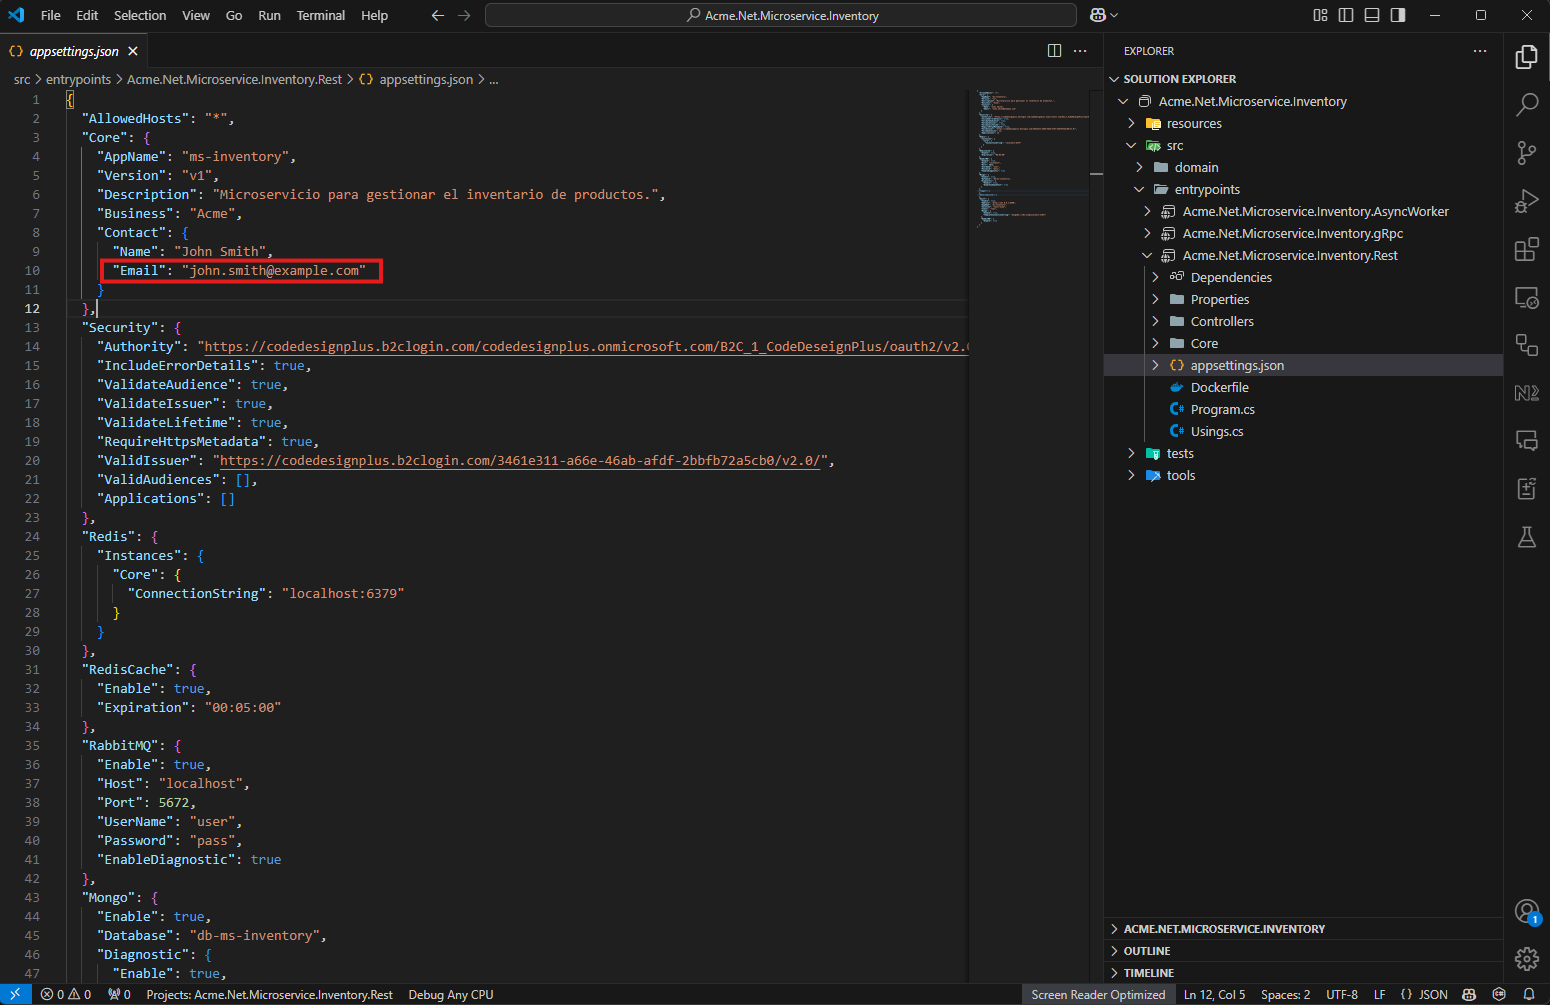 File Edit Selection View Go Run Terminal Help
Acme.Net.Microservice.Inventory
appsettings.json
src > entrypoints > Acme.Net.Microservice.Inventory.Rest > {} appsettings.json > ...
1 {
2 "AllowedHosts": "*",
3 "Core": {
4 "AppName": "ms-inventory",
5 "Version": "v1",
6 "Description": "Microservicio para gestionar el inventario de productos.",
7 "Business": "Acme",
8 "Contact": {
9 "Name": "John Smith",
10 "Email": "john.smith@example.com"
11 }
12 },
13 "Security": {
14 "Authority": "https://codedesignplus.b2clogin.com/codedesignplus.onmicrosoft.com/B2C_1_CodeDeseignPlus/oauth2/v2.0
15 "IncludeErrorDetails": true,
16 "ValidateAudience": true,
17 "ValidateIssuer": true,
18 "ValidateLifetime": true,
19 "RequireHttpsMetadata": true,
20 "ValidIssuer": "https://codedesignplus.b2clogin.com/3461e311-a66e-46ab-afdf-2bbfb72a5cb0/v2.0/",
21 "ValidAudiences": [],
22 "Applications": []
23 },
24 "Redis": {
25 "Instances": {
26 "Core": {
27 "ConnectionString": "localhost:6379"
28 }
29 }
30 },
31 "RedisCache": {
32 "Enable": true,
33 "Expiration": "00:05:00"
34 },
35 "RabbitMQ": {
36 "Enable": true,
37 "Host": "localhost",
38 "Port": 5672,
39 "UserName": "user",
40 "Password": "pass",
41 "EnableDiagnostic": true
42 },
43 "Mongo": {
44 "Enable": true,
45 "Database": "db-ms-inventory",
46 "Diagnostic": {
47 "Enable": true,
EXPLORER
SOLUTION EXPLORER
Acme.Net.Microservice.Inventory
resources
src
domain
entrypoints
Acme.Net.Microservice.Inventory.AsyncWorker
Acme.Net.Microservice.Inventory.gRpc
Acme.Net.Microservice.Inventory.Rest
Dependencies
Properties
Controllers
Core
{} appsettings.json
Dockerfile
Program.cs
Usings.cs
tests
tools
ACME.NET.MICROSERVICE.INVENTORY
OUTLINE
TIMELINE
1
0 0 0 Projects: Acme.Net.Microservice.Inventory.Rest Debug Any CPU
Screen Reader Optimized Ln 12, Col 5 Spaces: 2 UTF-8 LF {} JSON